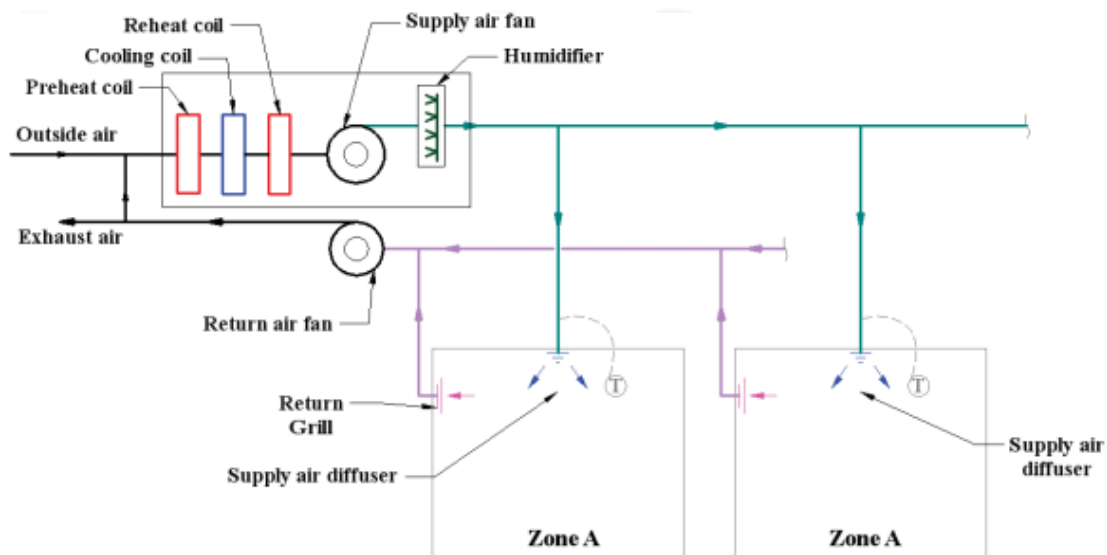 Reheat coil
Supply air fan
Cooling coil
Humidifier
Preheat coil
Outside air
Exhaust air
Return air fan
T
T
Return
Grill
Supply air diffuser
Supply air
diffuser
Zone A
Zone A